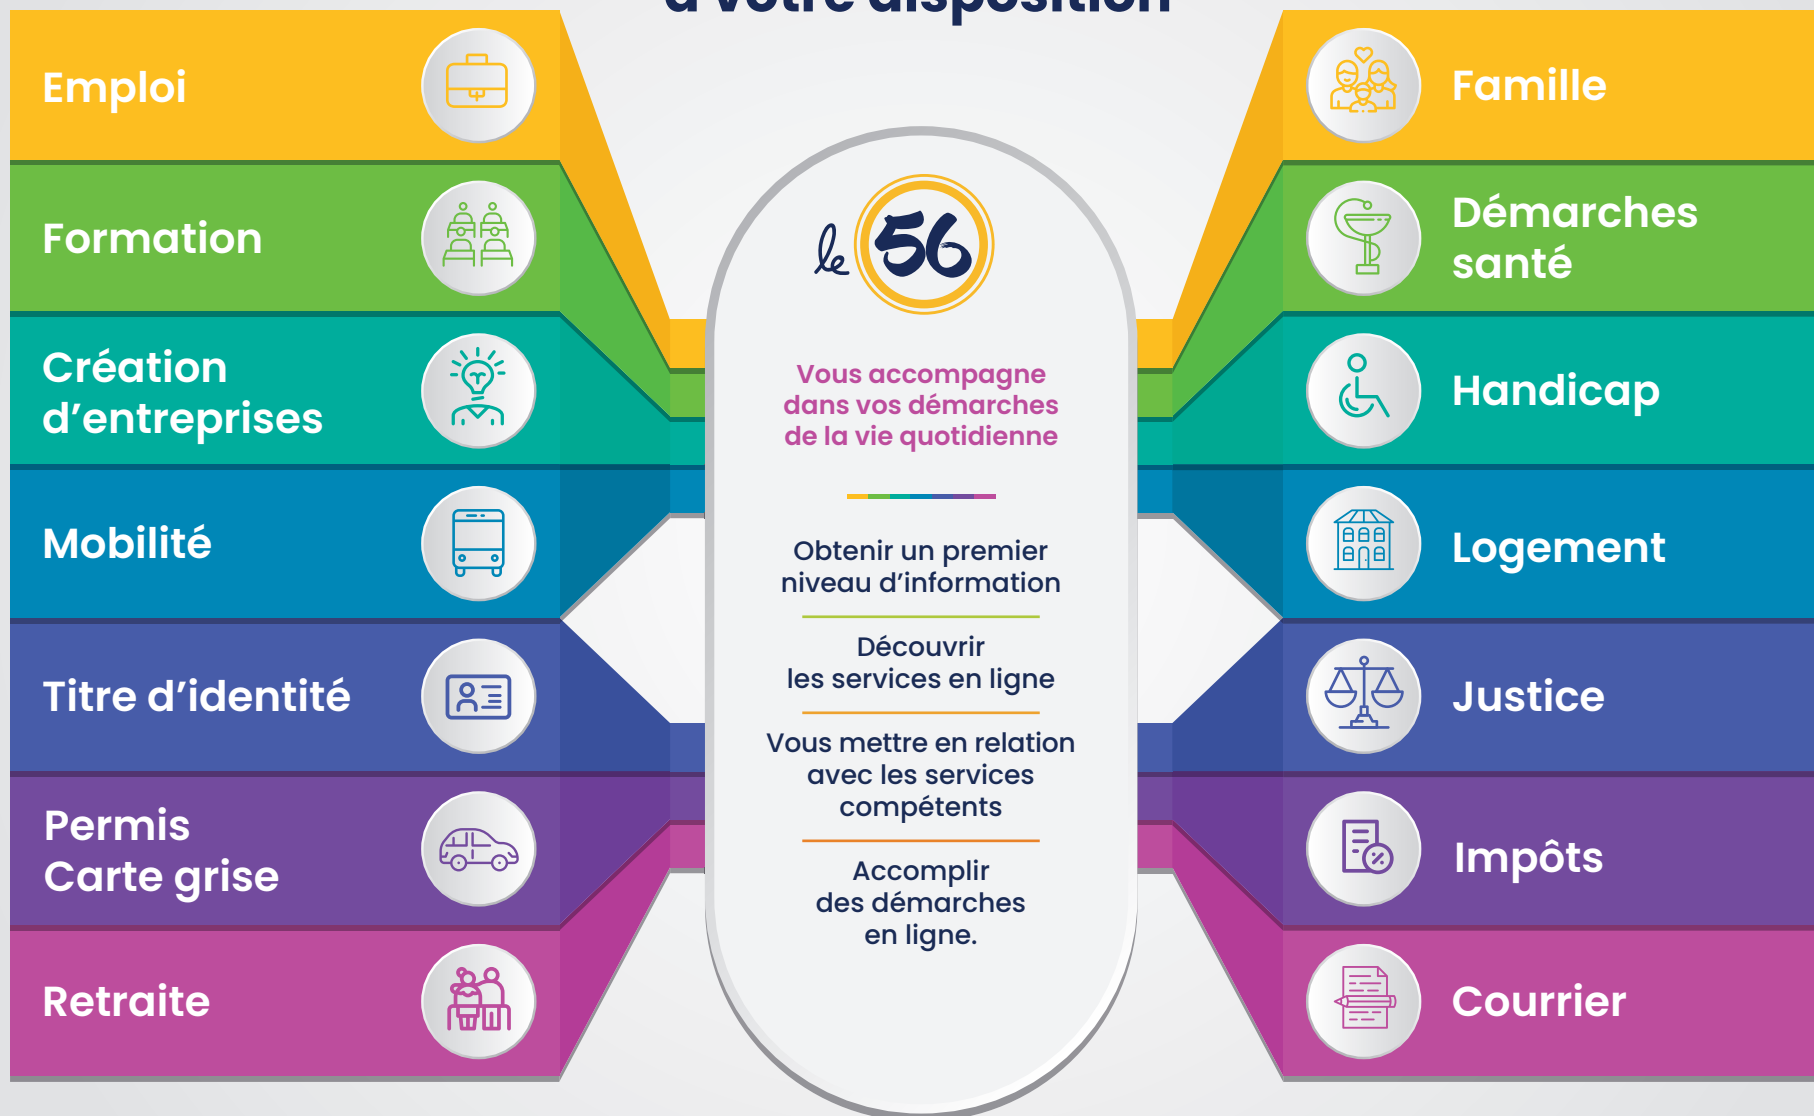 à votre disposition
Emploi
Formation
Création
d’entreprises
Mobilité
Titre d’identité
Permis
Carte grise
Retraite
le 56
Vous accompagne
dans vos démarches
de la vie quotidienne
Obtenir un premier
niveau d’information
Découvrir
les services en ligne
Vous mettre en relation
avec les services
compétents
Accomplir
des démarches
en ligne.
Famille
Démarches
santé
Handicap
Logement
Justice
Impôts
Courrier